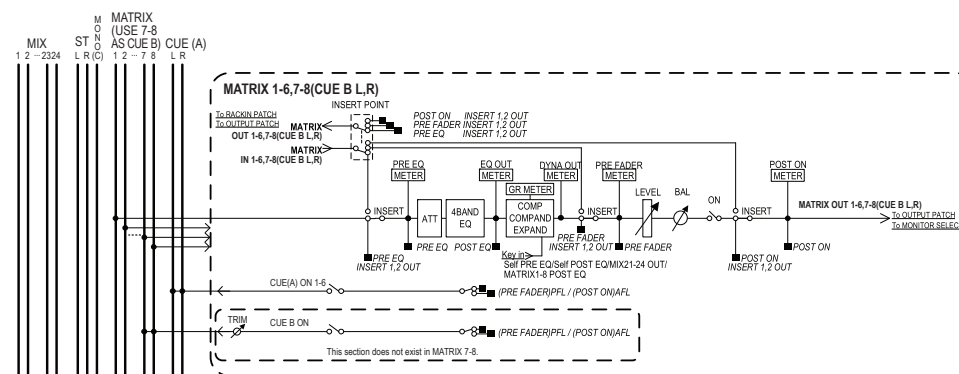 MIX
1 2 ··· 2324
ST
L R
MONO
(C)
MATRIX
(USE 7-8
AS CUE B)
1 2 ··· 7 8
CUE (A)
L R
MATRIX 1-6,7-8(CUE B L,R)
INSERT POINT
To RACKIN PATCH
To OUTPUT PATCH
MATRIX
OUT 1-6,7-8(CUE B L,R)
MATRIX
IN 1-6,7-8(CUE B L,R)
POST ON INSERT 1,2 OUT
PRE FADER INSERT 1,2 OUT
PRE EQ INSERT 1,2 OUT
PRE EQ
METER
EQ OUT
METER
DYNA OUT
METER
PRE FADER
METER
POST ON
METER
GR METER
INSERT
ATT
4BAND
EQ
COMP
COMPAND
EXPAND
INSERT
LEVEL
BAL
ON
INSERT
MATRIX OUT 1-6,7-8(CUE B L,R)
To OUTPUT PATCH
To MONITOR SELEC
PRE EQ
INSERT 1,2 OUT
PRE EQ
POST EQ
Key in
Self PRE EQ/Self POST EQ/MIX21-24 OUT/
MATRIX1-8 POST EQ
PRE FADER
INSERT 1,2 OUT
PRE FADER
POST ON
INSERT 1,2 OUT
POST ON
CUE(A) ON 1-6
(PRE FADER)PFL / (POST ON)AFL
TRIM
CUE B ON
(PRE FADER)PFL / (POST ON)AFL
This section does not exist in MATRIX 7-8.